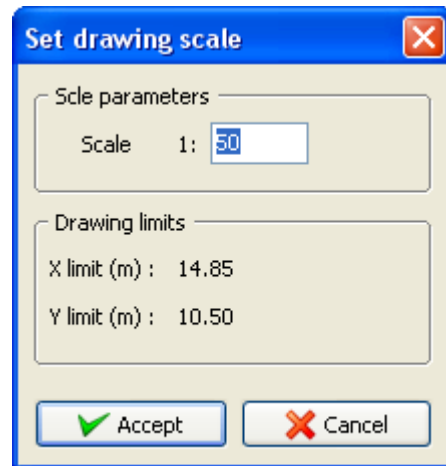 Set drawing scale
Scle parameters
Scale 1: 50
Drawing limits
X limit (m) : 14.85
Y limit (m) : 10.50
Accept Cancel